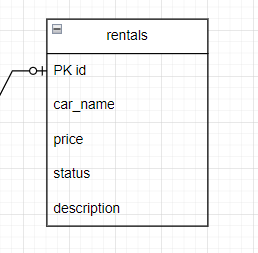 rentals
PK id
car_name
price
status
description